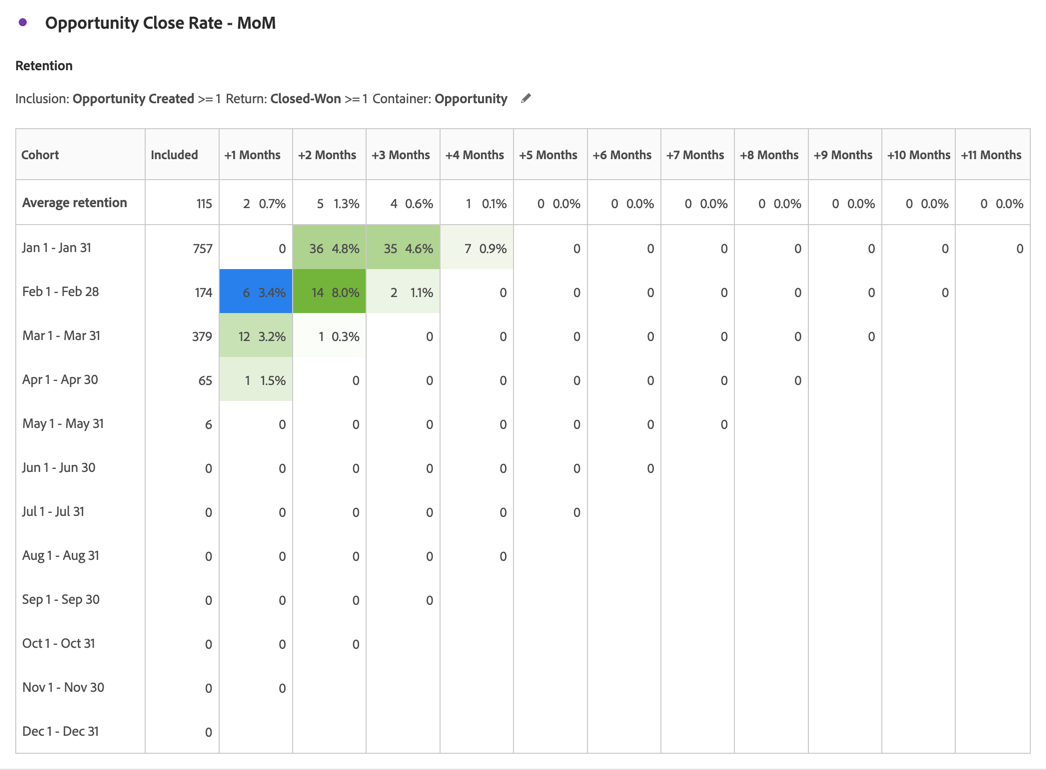 Opportunity Close Rate - MoM
Retention
Inclusion: Opportunity Created >= 1 Return: Closed-Won >= 1 Container: Opportunity
Cohort Included +1 Months +2 Months +3 Months +4 Months +5 Months +6 Months +7 Months +8 Months +9 Months +10 Months +11 Months
Average retention 115 2 0.7% 5 1.3% 4 0.6% 1 0.1% 0 0.0% 0 0.0% 0 0.0% 0 0.0% 0 0.0% 0 0.0% 0 0.0%
Jan 1 - Jan 31 757 0 36 4.8% 35 4.6% 7 0.9% 0 0 0 0 0 0 0
Feb 1 - Feb 28 174 6 3.4% 14 8.0% 2 1.1% 0 0 0 0 0 0 0
Mar 1 - Mar 31 379 12 3.2% 1 0.3% 0 0 0 0 0 0 0
Apr 1 - Apr 30 65 1 1.5% 0 0 0 0 0 0 0
May 1 - May 31 6 0 0 0 0 0 0 0
Jun 1 - Jun 30 0 0 0 0 0 0 0
Jul 1 - Jul 31 0 0 0 0 0 0
Aug 1 - Aug 31 0 0 0 0 0
Sep 1 - Sep 30 0 0 0 0
Oct 1 - Oct 31 0 0 0
Nov 1 - Nov 30 0 0
Dec 1 - Dec 31 0